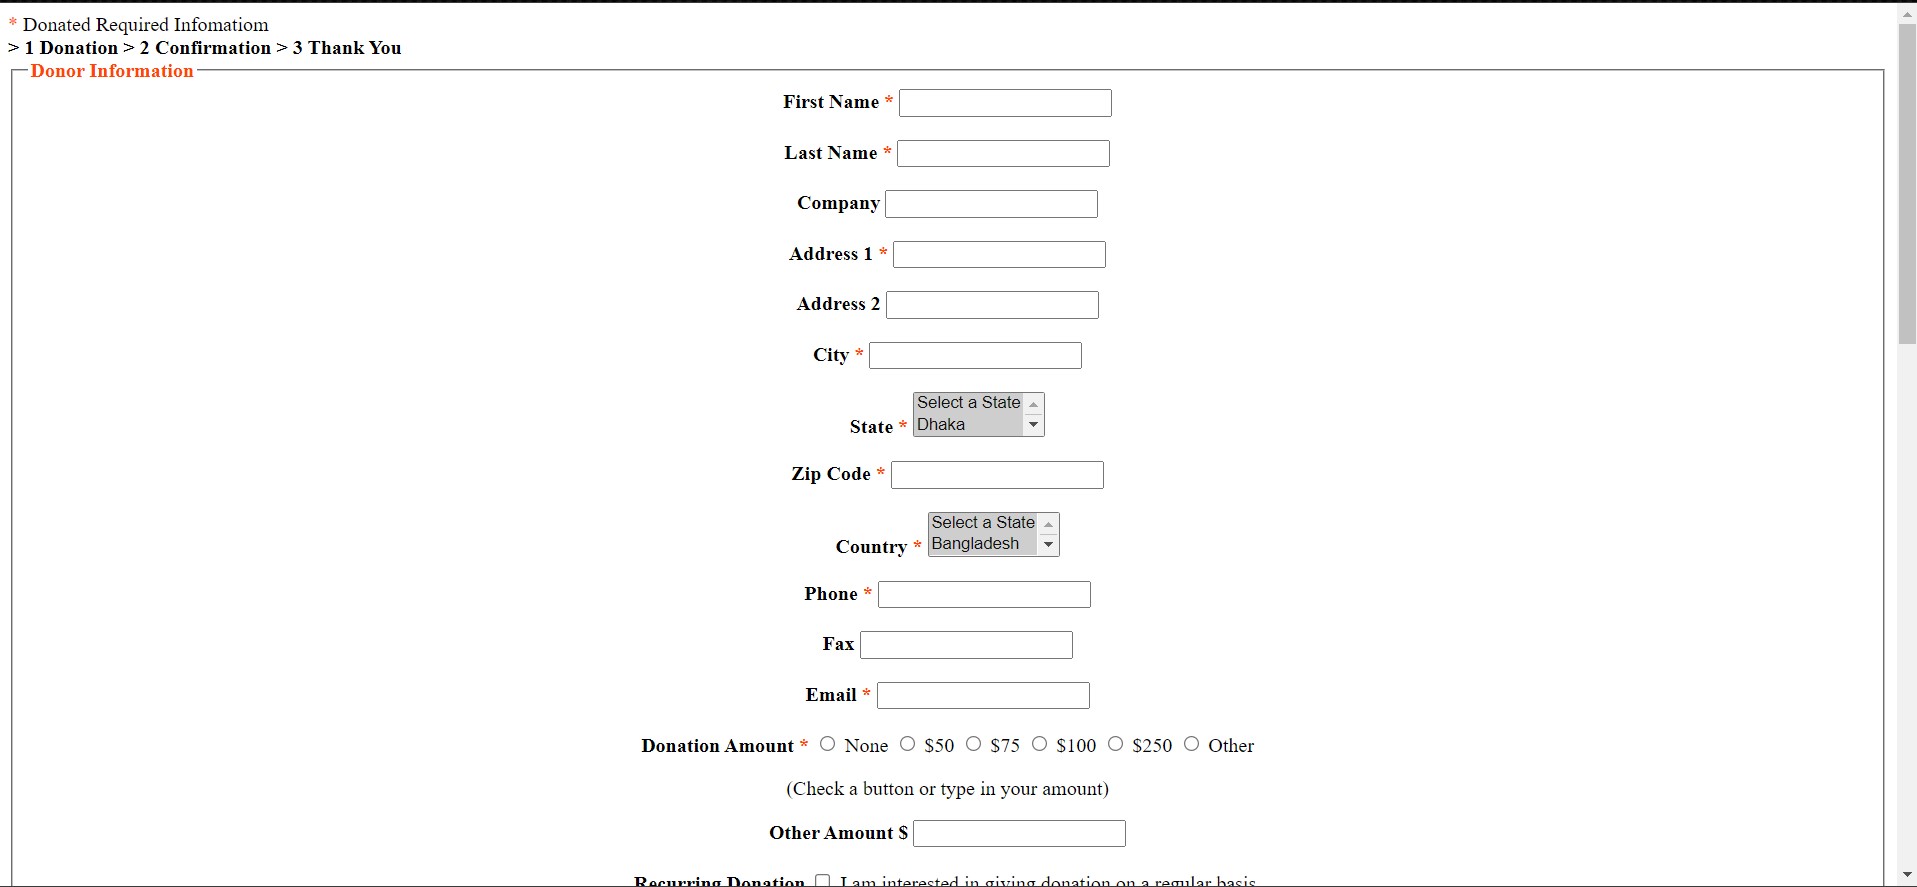 * Donated Required Infomatiom
> 1 Donation > 2 Confirmation > 3 Thank You
Donor Information
First Name *
Last Name *
Company
Address 1 *
Address 2
City *
Select a State
Dhaka
State *
Zip Code *
Select a State
Bangladesh
Country *
Phone *
Fax
Email *
Donation Amount * None $50 $75 $100 $250 Other
(Check a button or type in your amount)
Other Amount $
Recurring Donation I am interested in giving donation on a regular basis